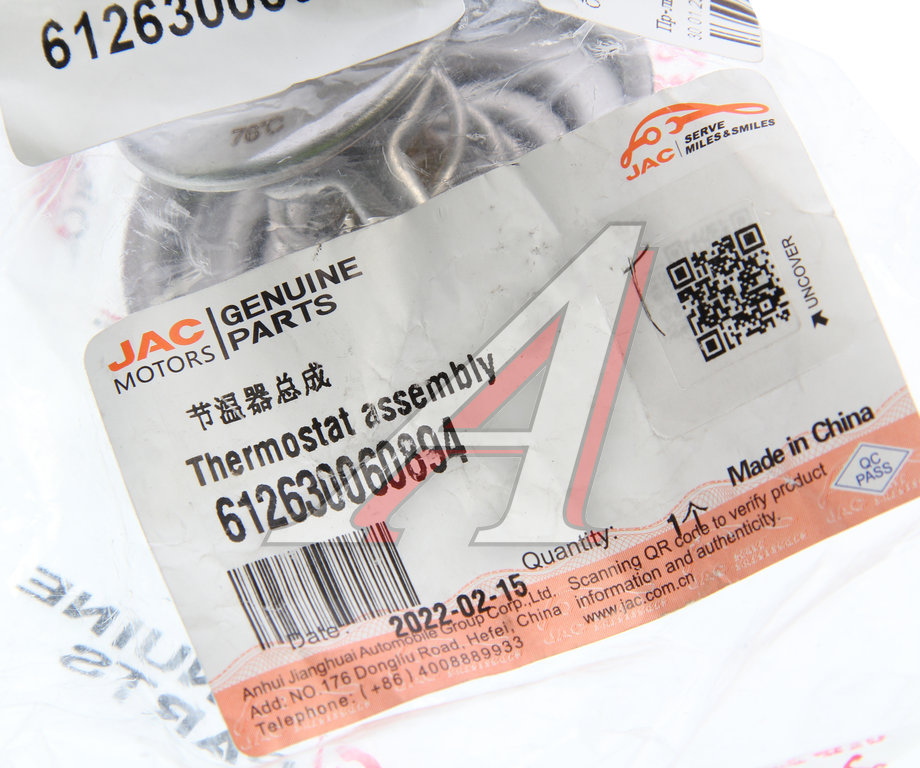 76°C
JAC
SERVE
MILES&SMILES
UNCOVER
JAC
MOTORS
GENUINE
PARTS
节温器总成
Thermostat assembly
612630060894
Made in China
QC
PASS
Quantity: 1个
Date: 2022-02-15
Scanning QR code to verify product
information and authenticity.
www.jac.com.cn
Anhui Jianghuai Automobile Group Corp.,Ltd.
Add: NO.176 Dongliu Road, Hefei, China
Telephone: (+86) 4008889933